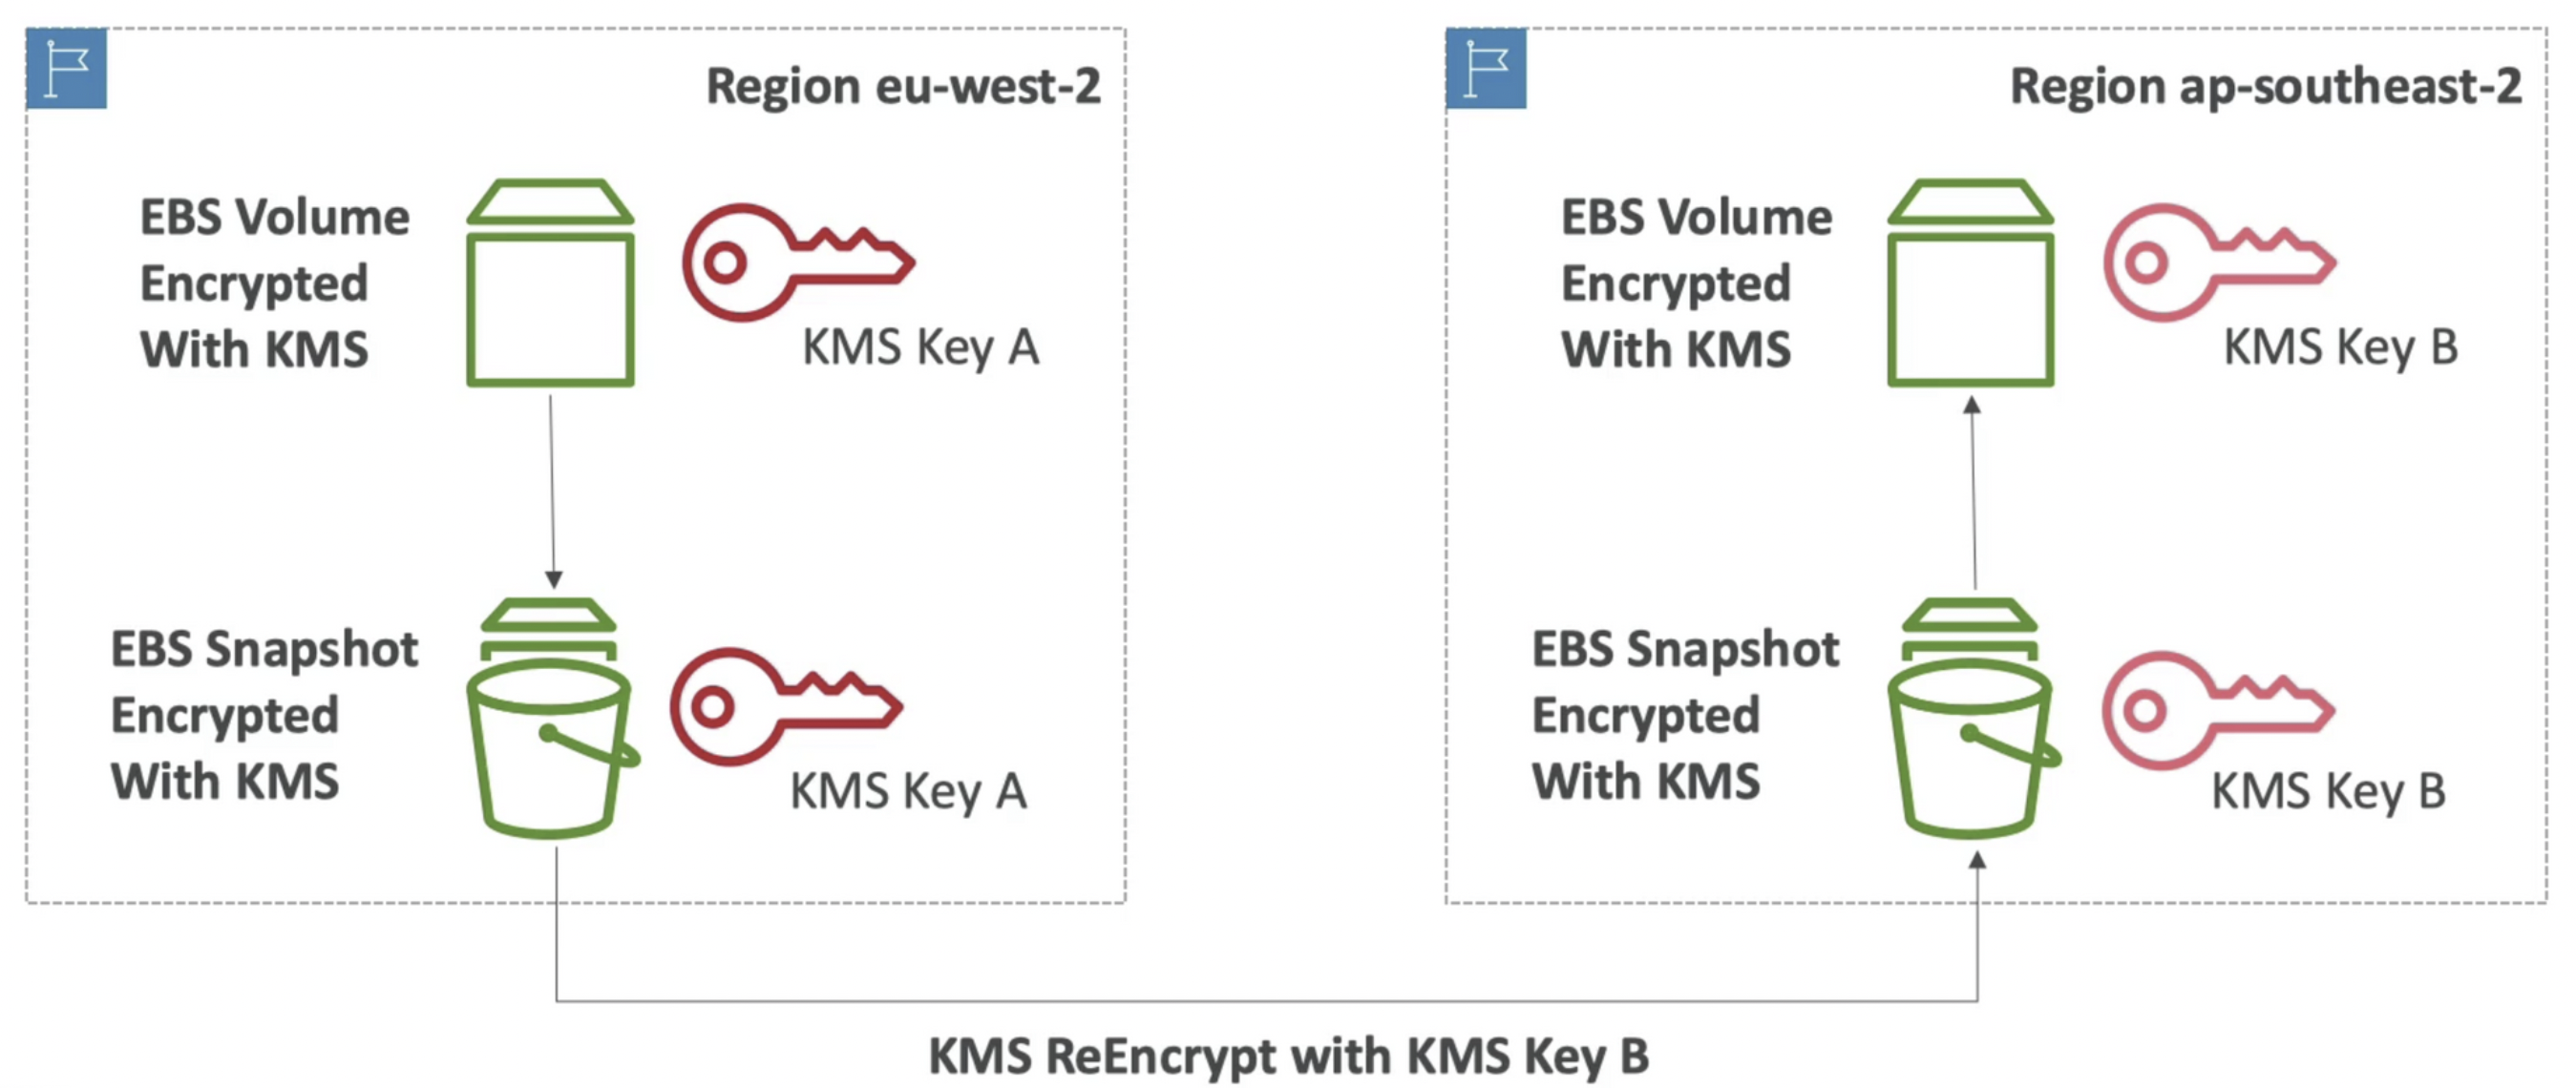 Region eu-west-2
EBS Volume
Encrypted
With KMS
KMS Key A
EBS Snapshot
Encrypted
With KMS
KMS Key A
Region ap-southeast-2
EBS Volume
Encrypted
With KMS
KMS Key B
EBS Snapshot
Encrypted
With KMS
KMS Key B
KMS ReEncrypt with KMS Key B